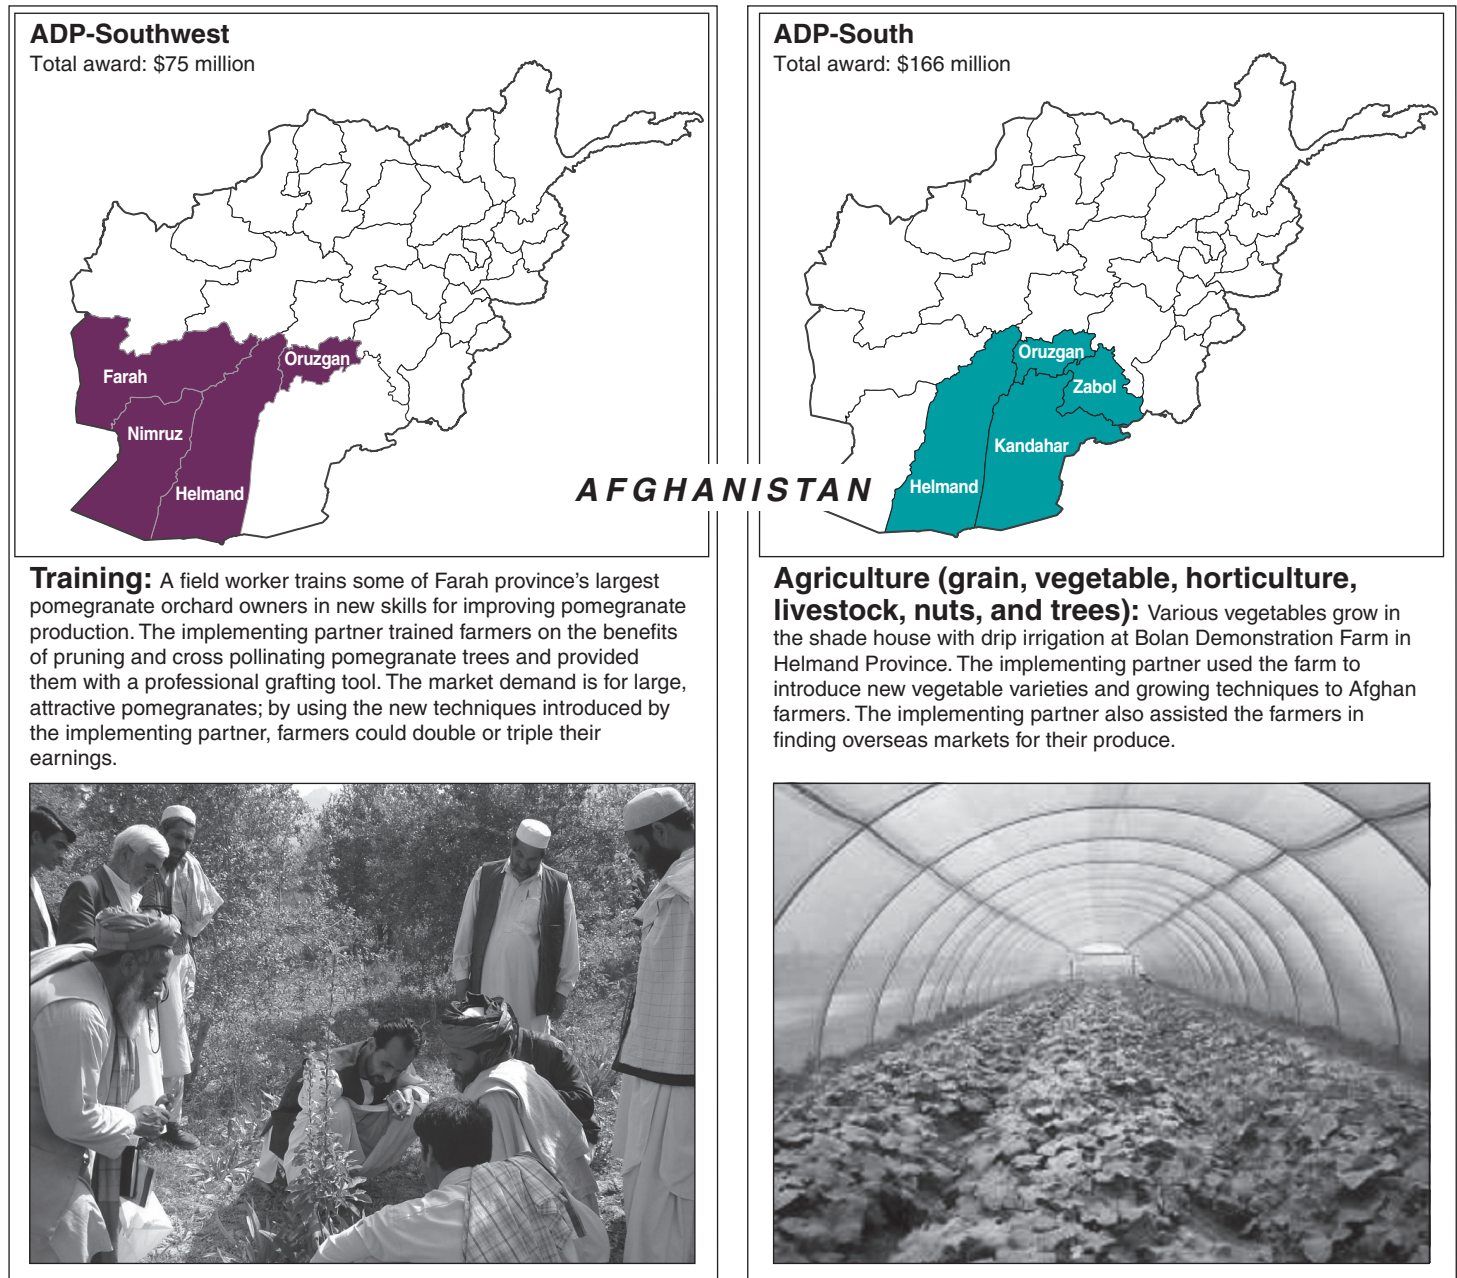 ADP-Southwest
Total award: $75 million
Oruzgan
Farah
Nimruz
Helmand
Training: A field worker trains some of Farah province's largest
pomegranate orchard owners in new skills for improving pomegranate
production. The implementing partner trained farmers on the benefits
of pruning and cross pollinating pomegranate trees and provided
them with a professional grafting tool. The market demand is for large,
attractive pomegranates; by using the new techniques introduced by
the implementing partner, farmers could double or triple their
earnings.
AFGHANISTAN
ADP-South
Total award: $166 million
Oruzgan
Zabol
Kandahar
Helmand
Agriculture (grain, vegetable, horticulture,
livestock, nuts, and trees): Various vegetables grow in
the shade house with drip irrigation at Bolan Demonstration Farm in
Helmand Province. The implementing partner used the farm to
introduce new vegetable varieties and growing techniques to Afghan
farmers. The implementing partner also assisted the farmers in
finding overseas markets for their produce.